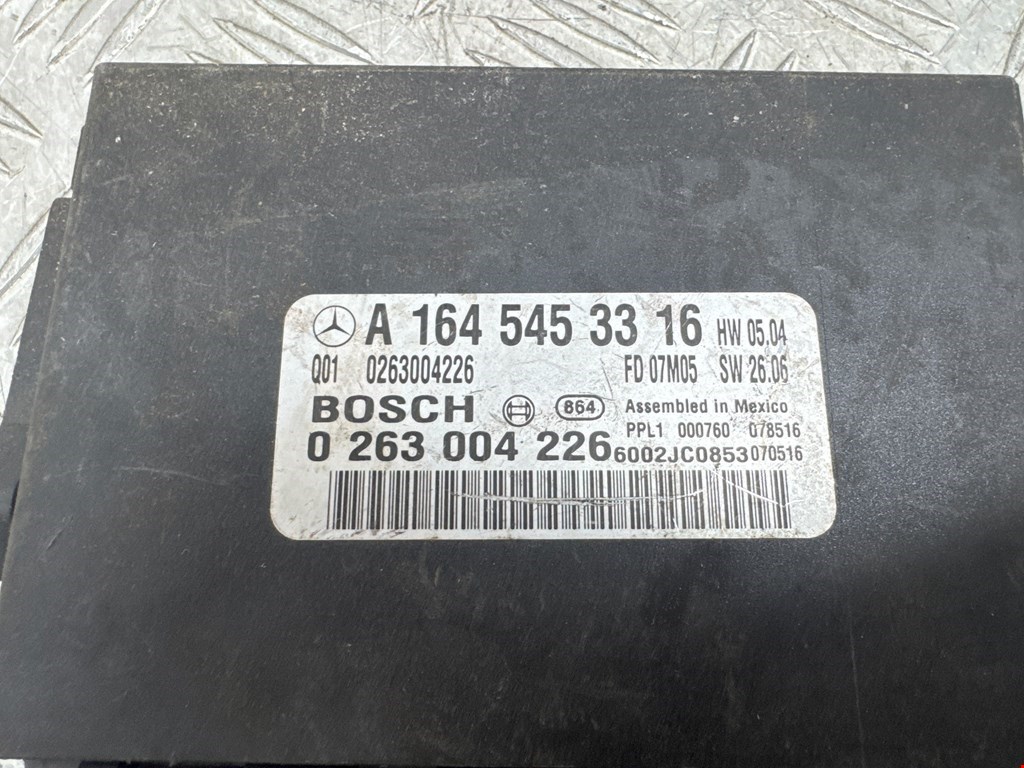 A 164 545 33 16 HW 05.04
Q01 0263004226 FD 07M05 SW 26.06
BOSCH 864 Assembled in Mexico
PPL1 000760 078516
0 263 004 226 6002JC0853 070516